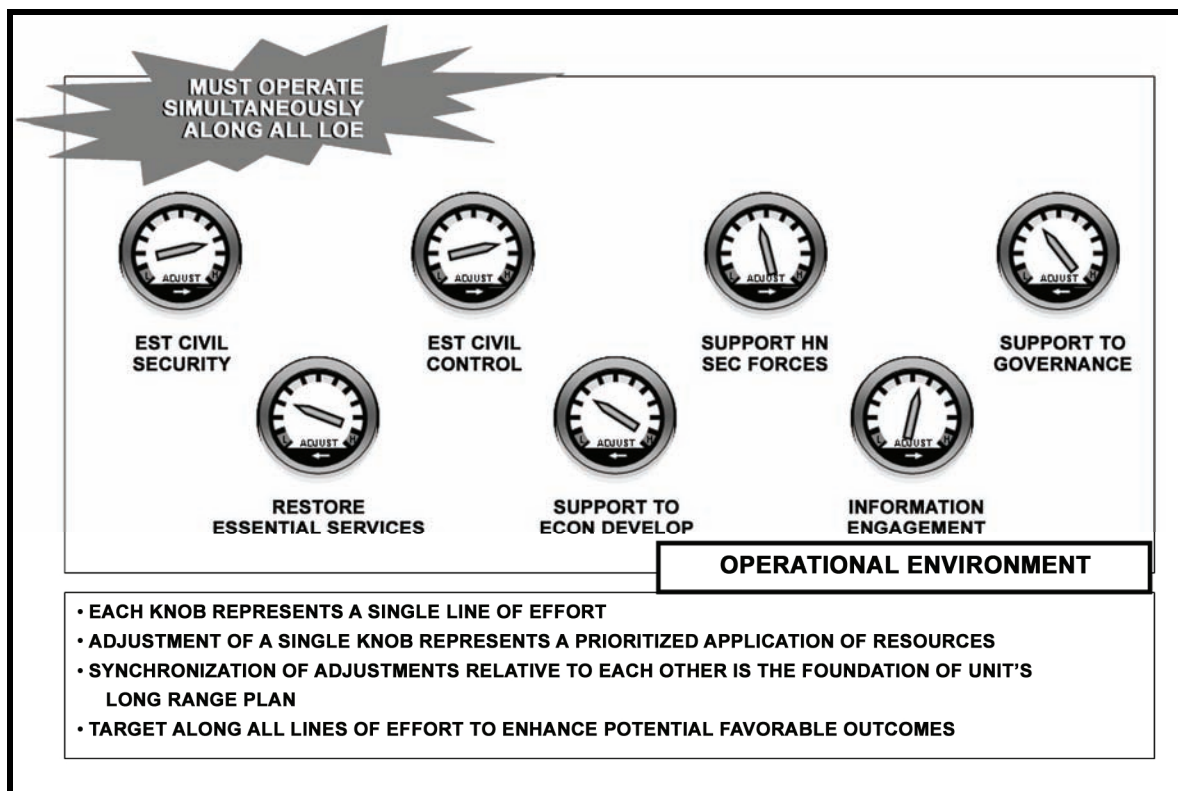 MUST OPERATE
SIMULTANEOUSLY
ALONG ALL LOE
L ADJUST H
EST CIVIL
SECURITY
L ADJUST H
EST CIVIL
CONTROL
L ADJUST H
SUPPORT HN
SEC FORCES
L ADJUST H
SUPPORT TO
GOVERNANCE
L ADJUST H
RESTORE
ESSENTIAL SERVICES
L ADJUST H
SUPPORT TO
ECON DEVELOP
L ADJUST H
INFORMATION
ENGAGEMENT
OPERATIONAL ENVIRONMENT
• EACH KNOB REPRESENTS A SINGLE LINE OF EFFORT
• ADJUSTMENT OF A SINGLE KNOB REPRESENTS A PRIORITIZED APPLICATION OF RESOURCES
• SYNCHRONIZATION OF ADJUSTMENTS RELATIVE TO EACH OTHER IS THE FOUNDATION OF UNIT'S
LONG RANGE PLAN
• TARGET ALONG ALL LINES OF EFFORT TO ENHANCE POTENTIAL FAVORABLE OUTCOMES